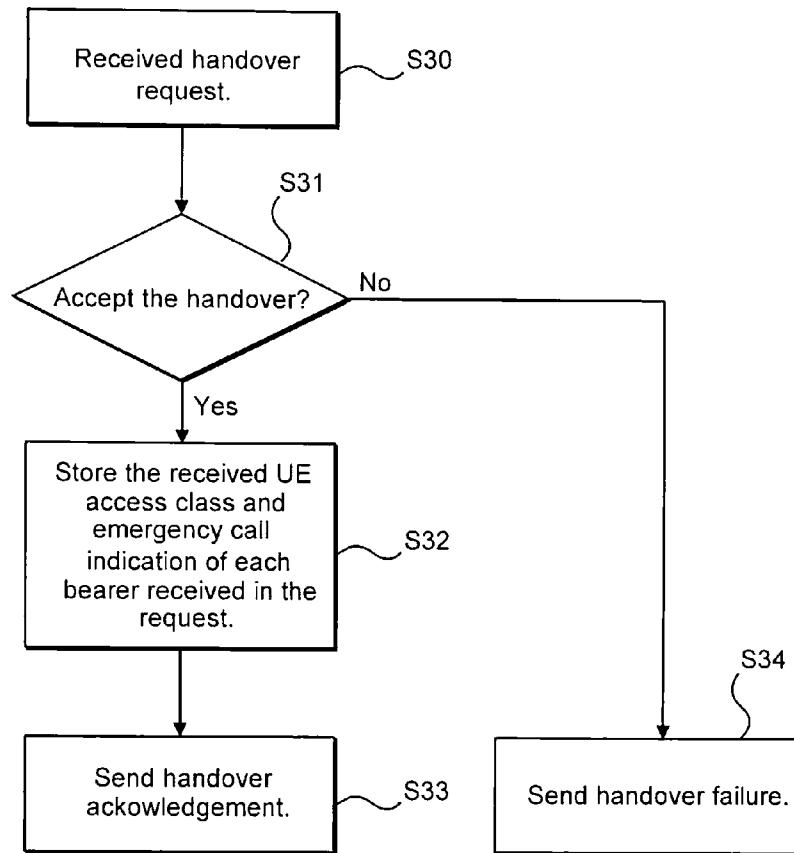 Received handover
request.
S30
S31
Accept the handover?
No
Yes
Store the received UE
access class and
emergency call
indication of each
bearer received in the
request.
S32
S34
Send handover
ackowledgement.
S33
Send handover failure.